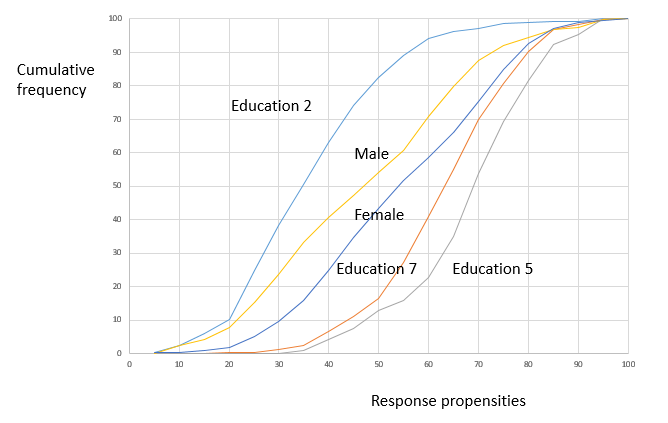 100
90
Cumulative
frequency
80
Education 2
70
60
Male
50
40
Female
30
Education 7
Education 5
20
10
0
0 10 20 30 40 50 60 70 80 90 100
Response propensities